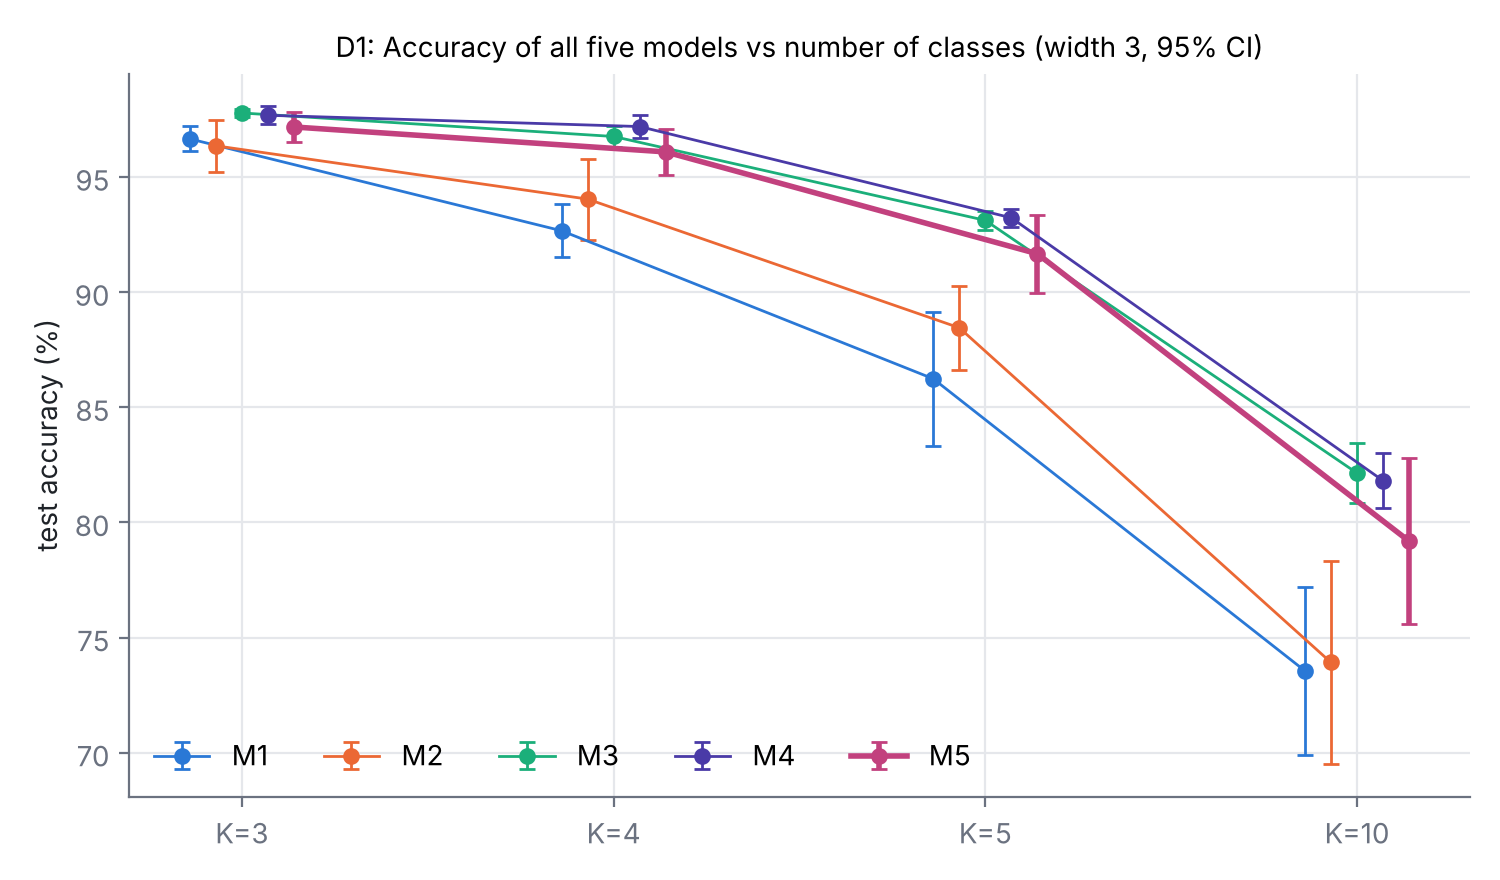 D1: Accuracy of all five models vs number of classes (width 3, 95% CI)
test accuracy (%)
95
90
85
80
75
70
M1 M2 M3 M4 M5
K=3 K=4 K=5 K=10